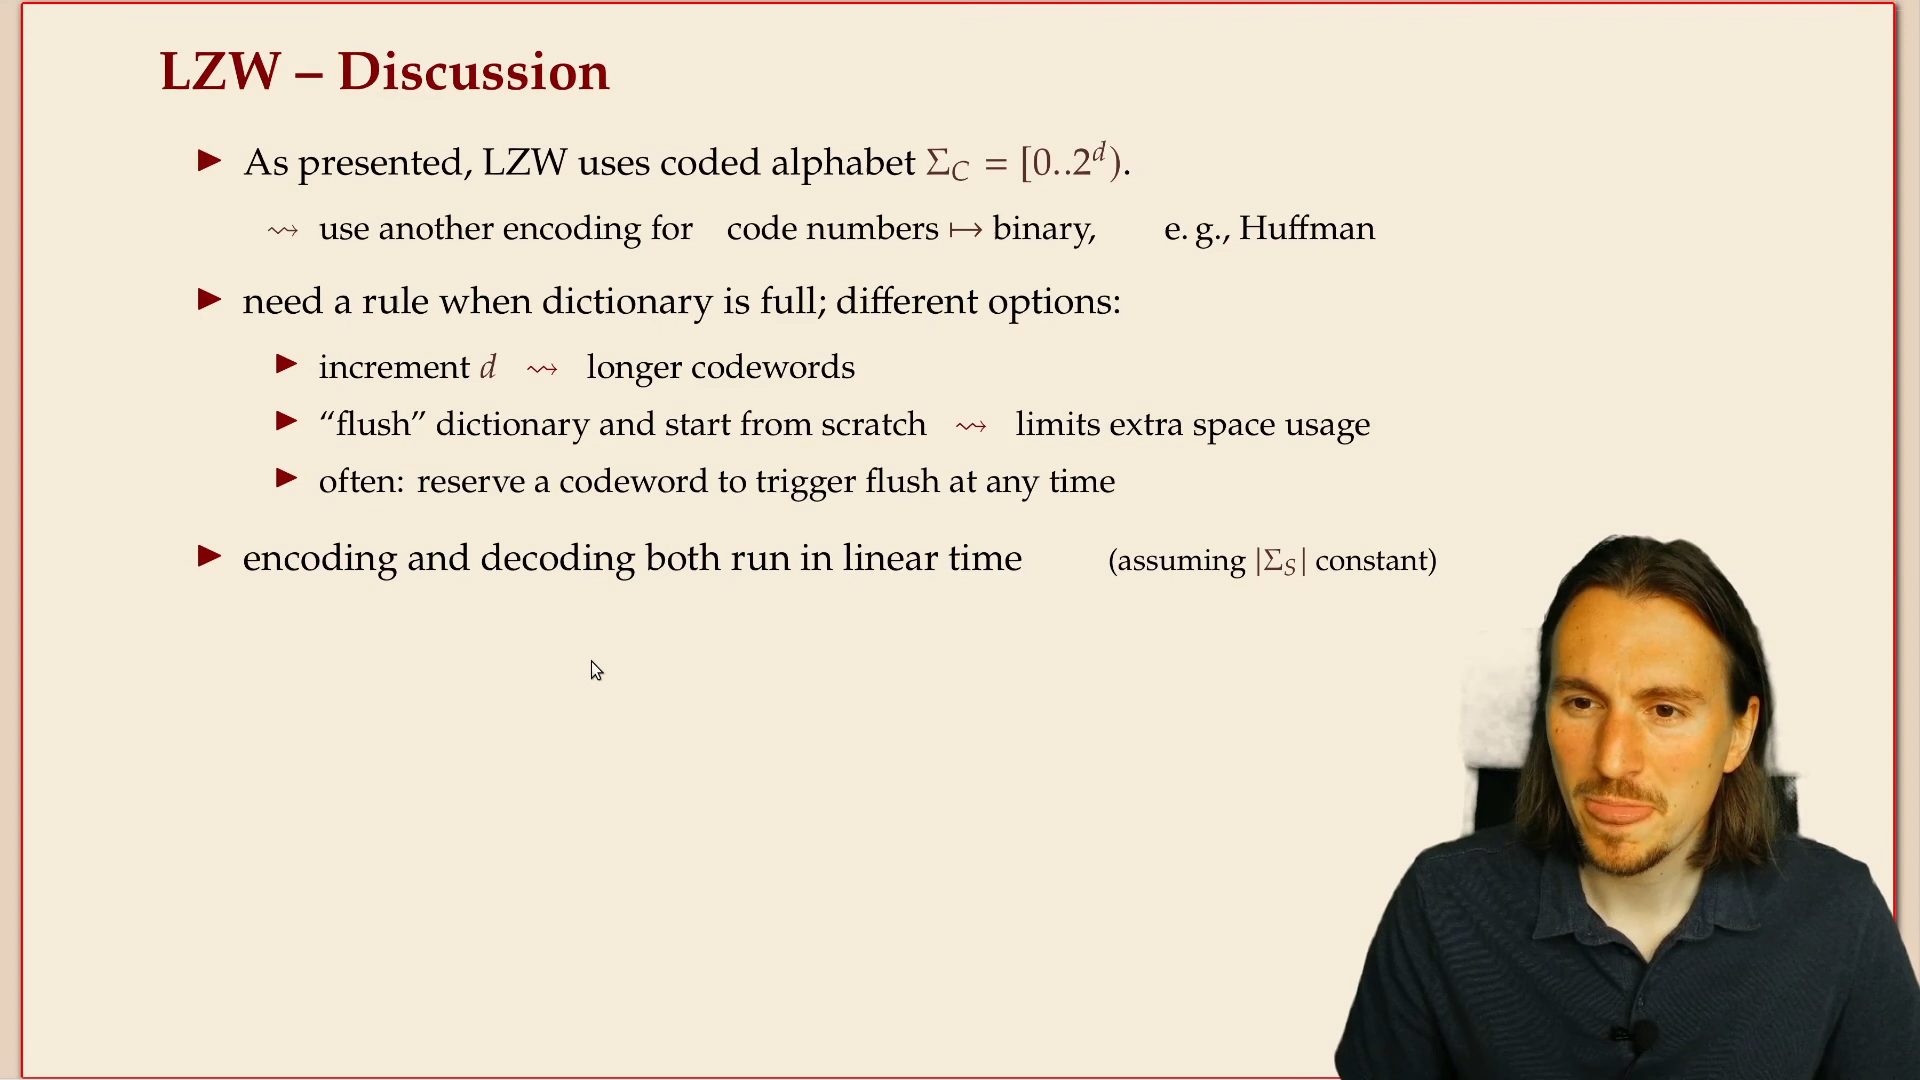 LZW – Discussion
► As presented, LZW uses coded alphabet Σ_C = [0..2^d).
⇝ use another encoding for code numbers ↦ binary, e. g., Huffman
► need a rule when dictionary is full; different options:
► increment d ⇝ longer codewords
► “flush” dictionary and start from scratch ⇝ limits extra space usage
► often: reserve a codeword to trigger flush at any time
► encoding and decoding both run in linear time (assuming |Σ_S| constant)